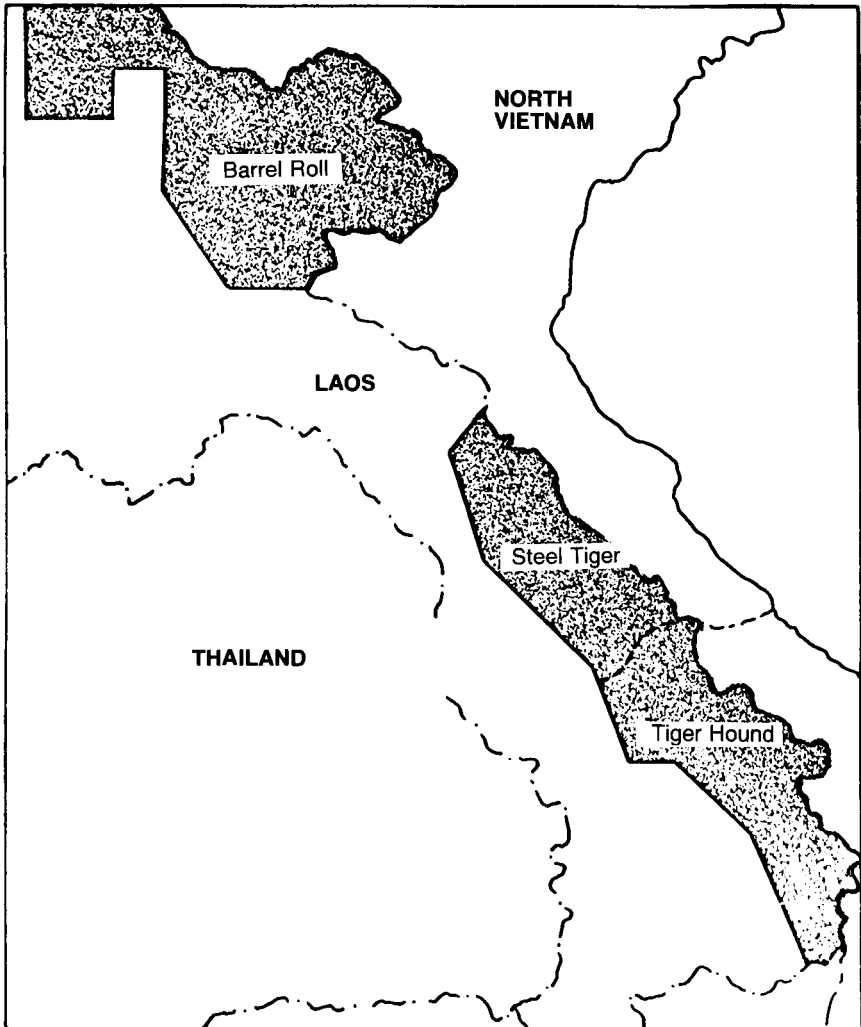 NORTH
VIETNAM
Barrel Roll
LAOS
Steel Tiger
THAILAND
Tiger Hound